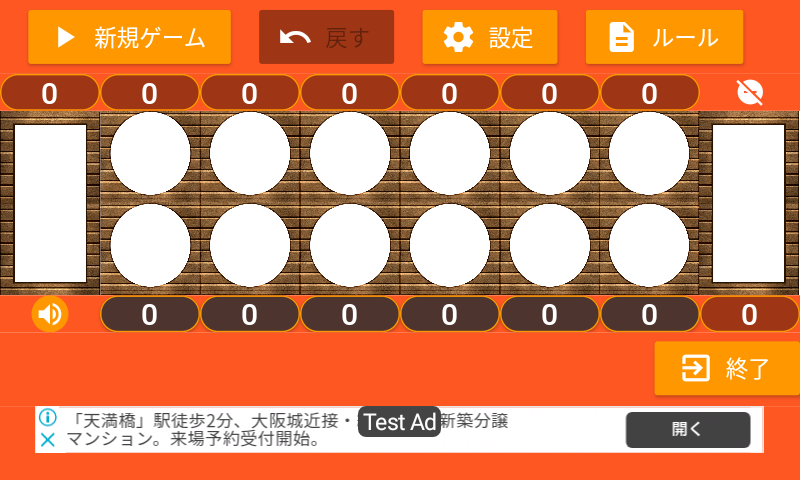 新規ゲーム 戻す 設定 ルール
0 0 0 0 0 0 0
0 0 0 0 0 0 0
終了
「天満橋」駅徒歩2分、大阪城近接・ Test Ad 新築分譲
マンション。来場予約受付開始。
開く